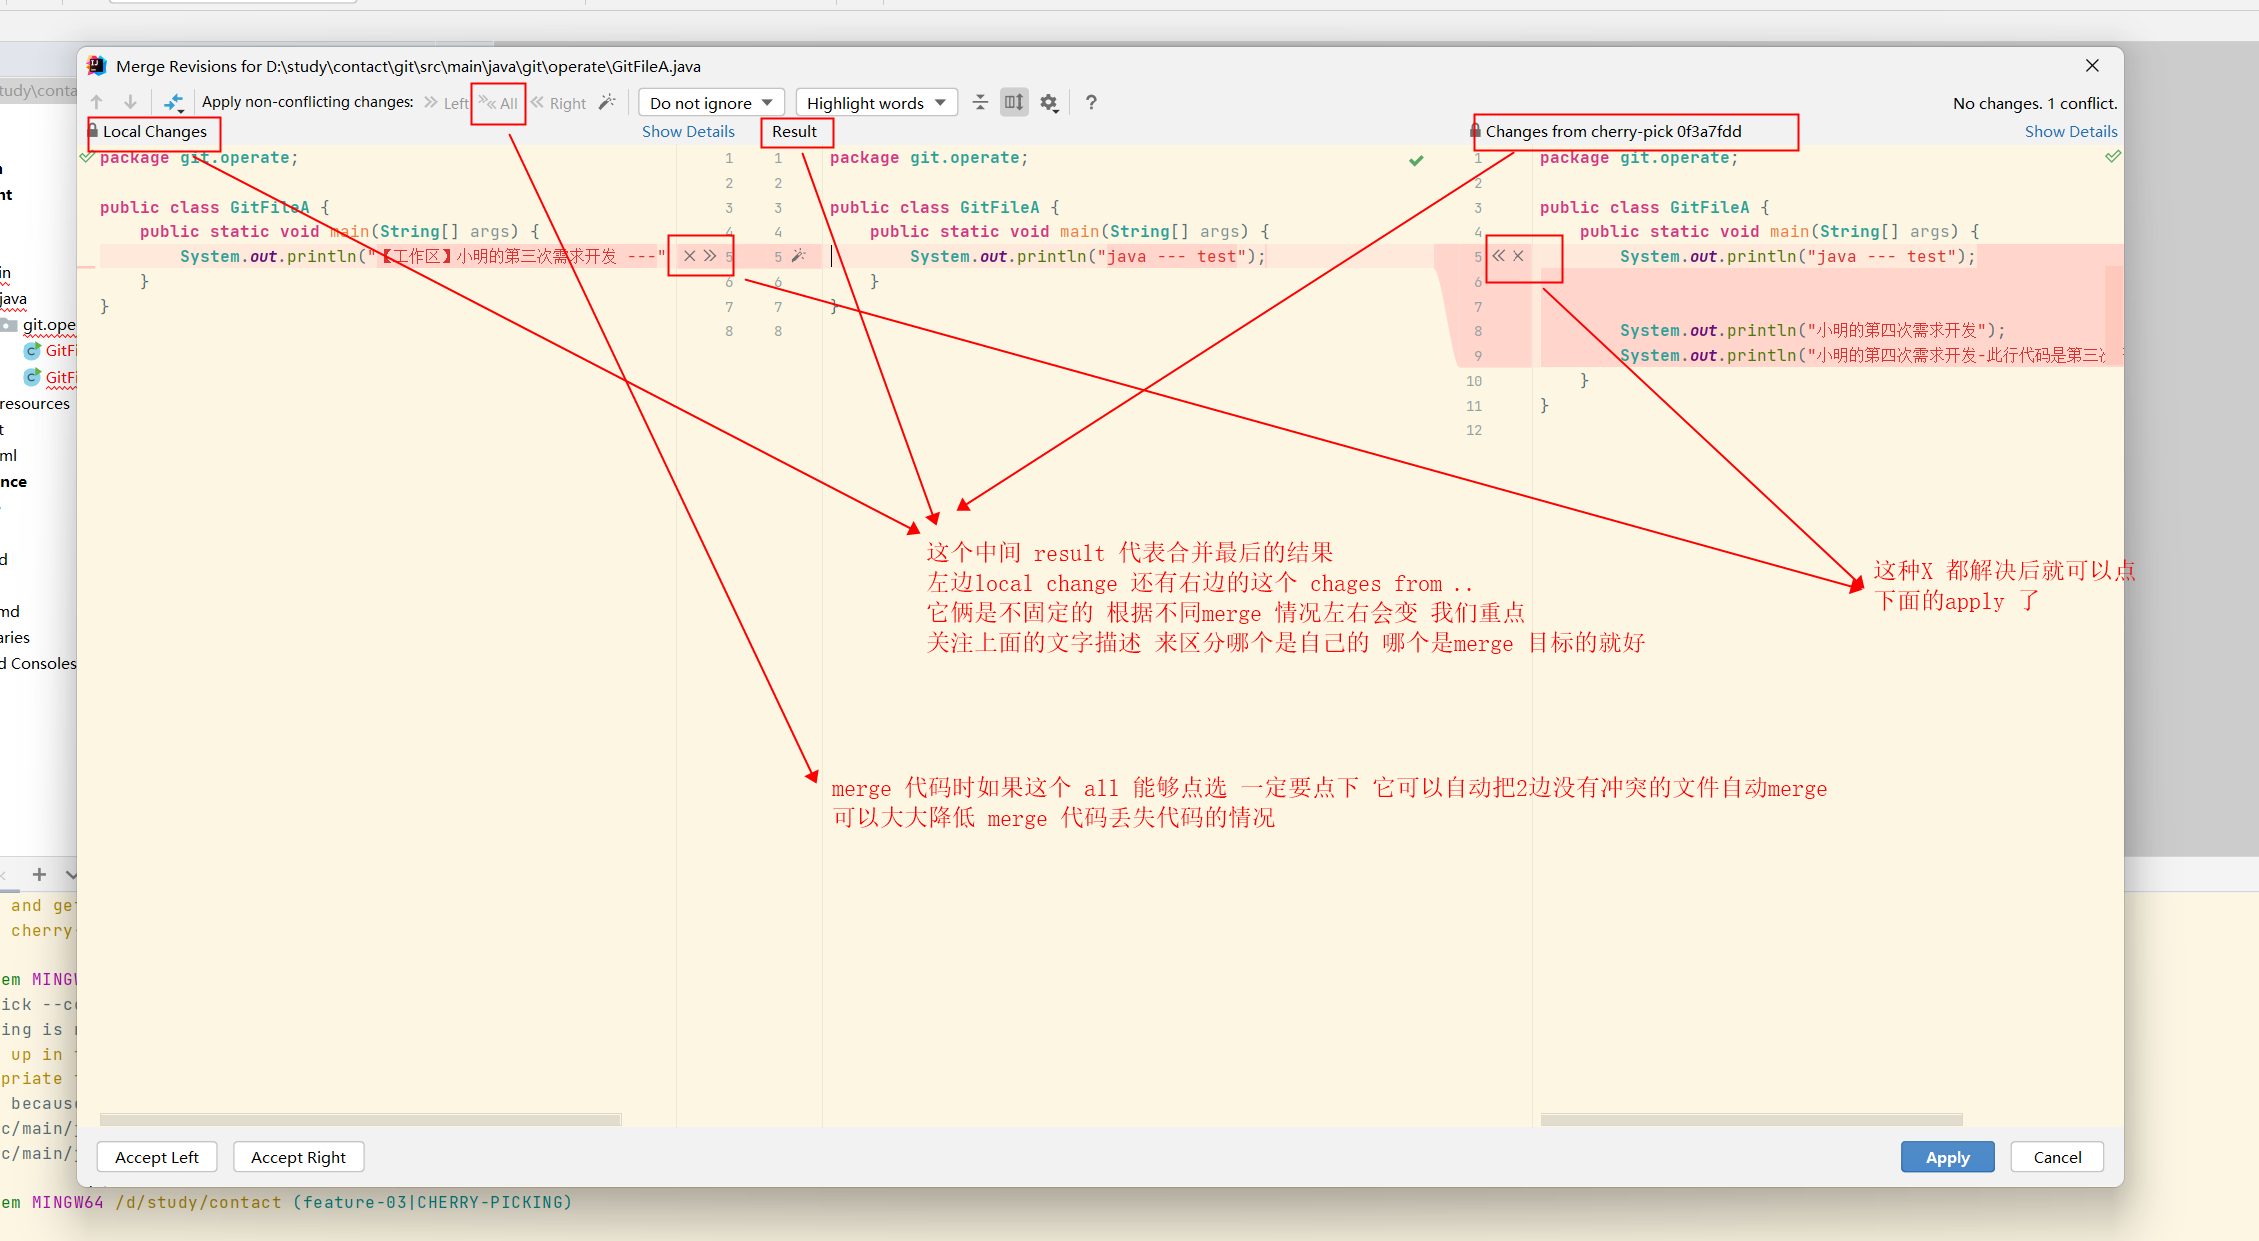 Merge Revisions for D:\study\contact\git\src\main\java\git\operate\GitFileA.java
Apply non-conflicting changes: Left All Right Do not ignore Highlight words ? No changes. 1 conflict.
Local Changes Show Details Result Changes from cherry-pick 0f3a7fdd Show Details
package git.operate; 1 1 package git.operate; 1 package git.operate;
2 2 2
public class GitFileA { 3 3 public class GitFileA { 3 public class GitFileA {
public static void main(String[] args) { 4 4 public static void main(String[] args) { 4 public static void main(String[] args) {
System.out.println("【工作区】小明的第三次需求开发 ---" 5 5 System.out.println("java --- test"); 5 System.out.println("java --- test");
} 6 6 } 6
} 7 7 } 7
8 8 8 System.out.println("小明的第四次需求开发");
9 System.out.println("小明的第四次需求开发-此行代码是第三次
10 }
11 }
12
tudy\conta
nt
in
java
git.ope
GitFi
GitFi
resources
t
ml
nce
d
md
aries
d Consoles
这个中间 result 代表合并最后的结果
左边local change 还有右边的这个 chages from ..
它俩是不固定的 根据不同merge 情况左右会变 我们重点
关注上面的文字描述 来区分哪个是自己的 哪个是merge 目标的就好
这种X 都解决后就可以点
下面的apply 了
merge 代码时如果这个 all 能够点选 一定要点下 它可以自动把2边没有冲突的文件自动merge
可以大大降低 merge 代码丢失代码的情况
and get
cherry-
em MINGW
ick --co
ing is
up in
priate
because
c/main/j
c/main/j
Accept Left Accept Right Apply Cancel
em MINGW64 /d/study/contact (feature-03|CHERRY-PICKING)